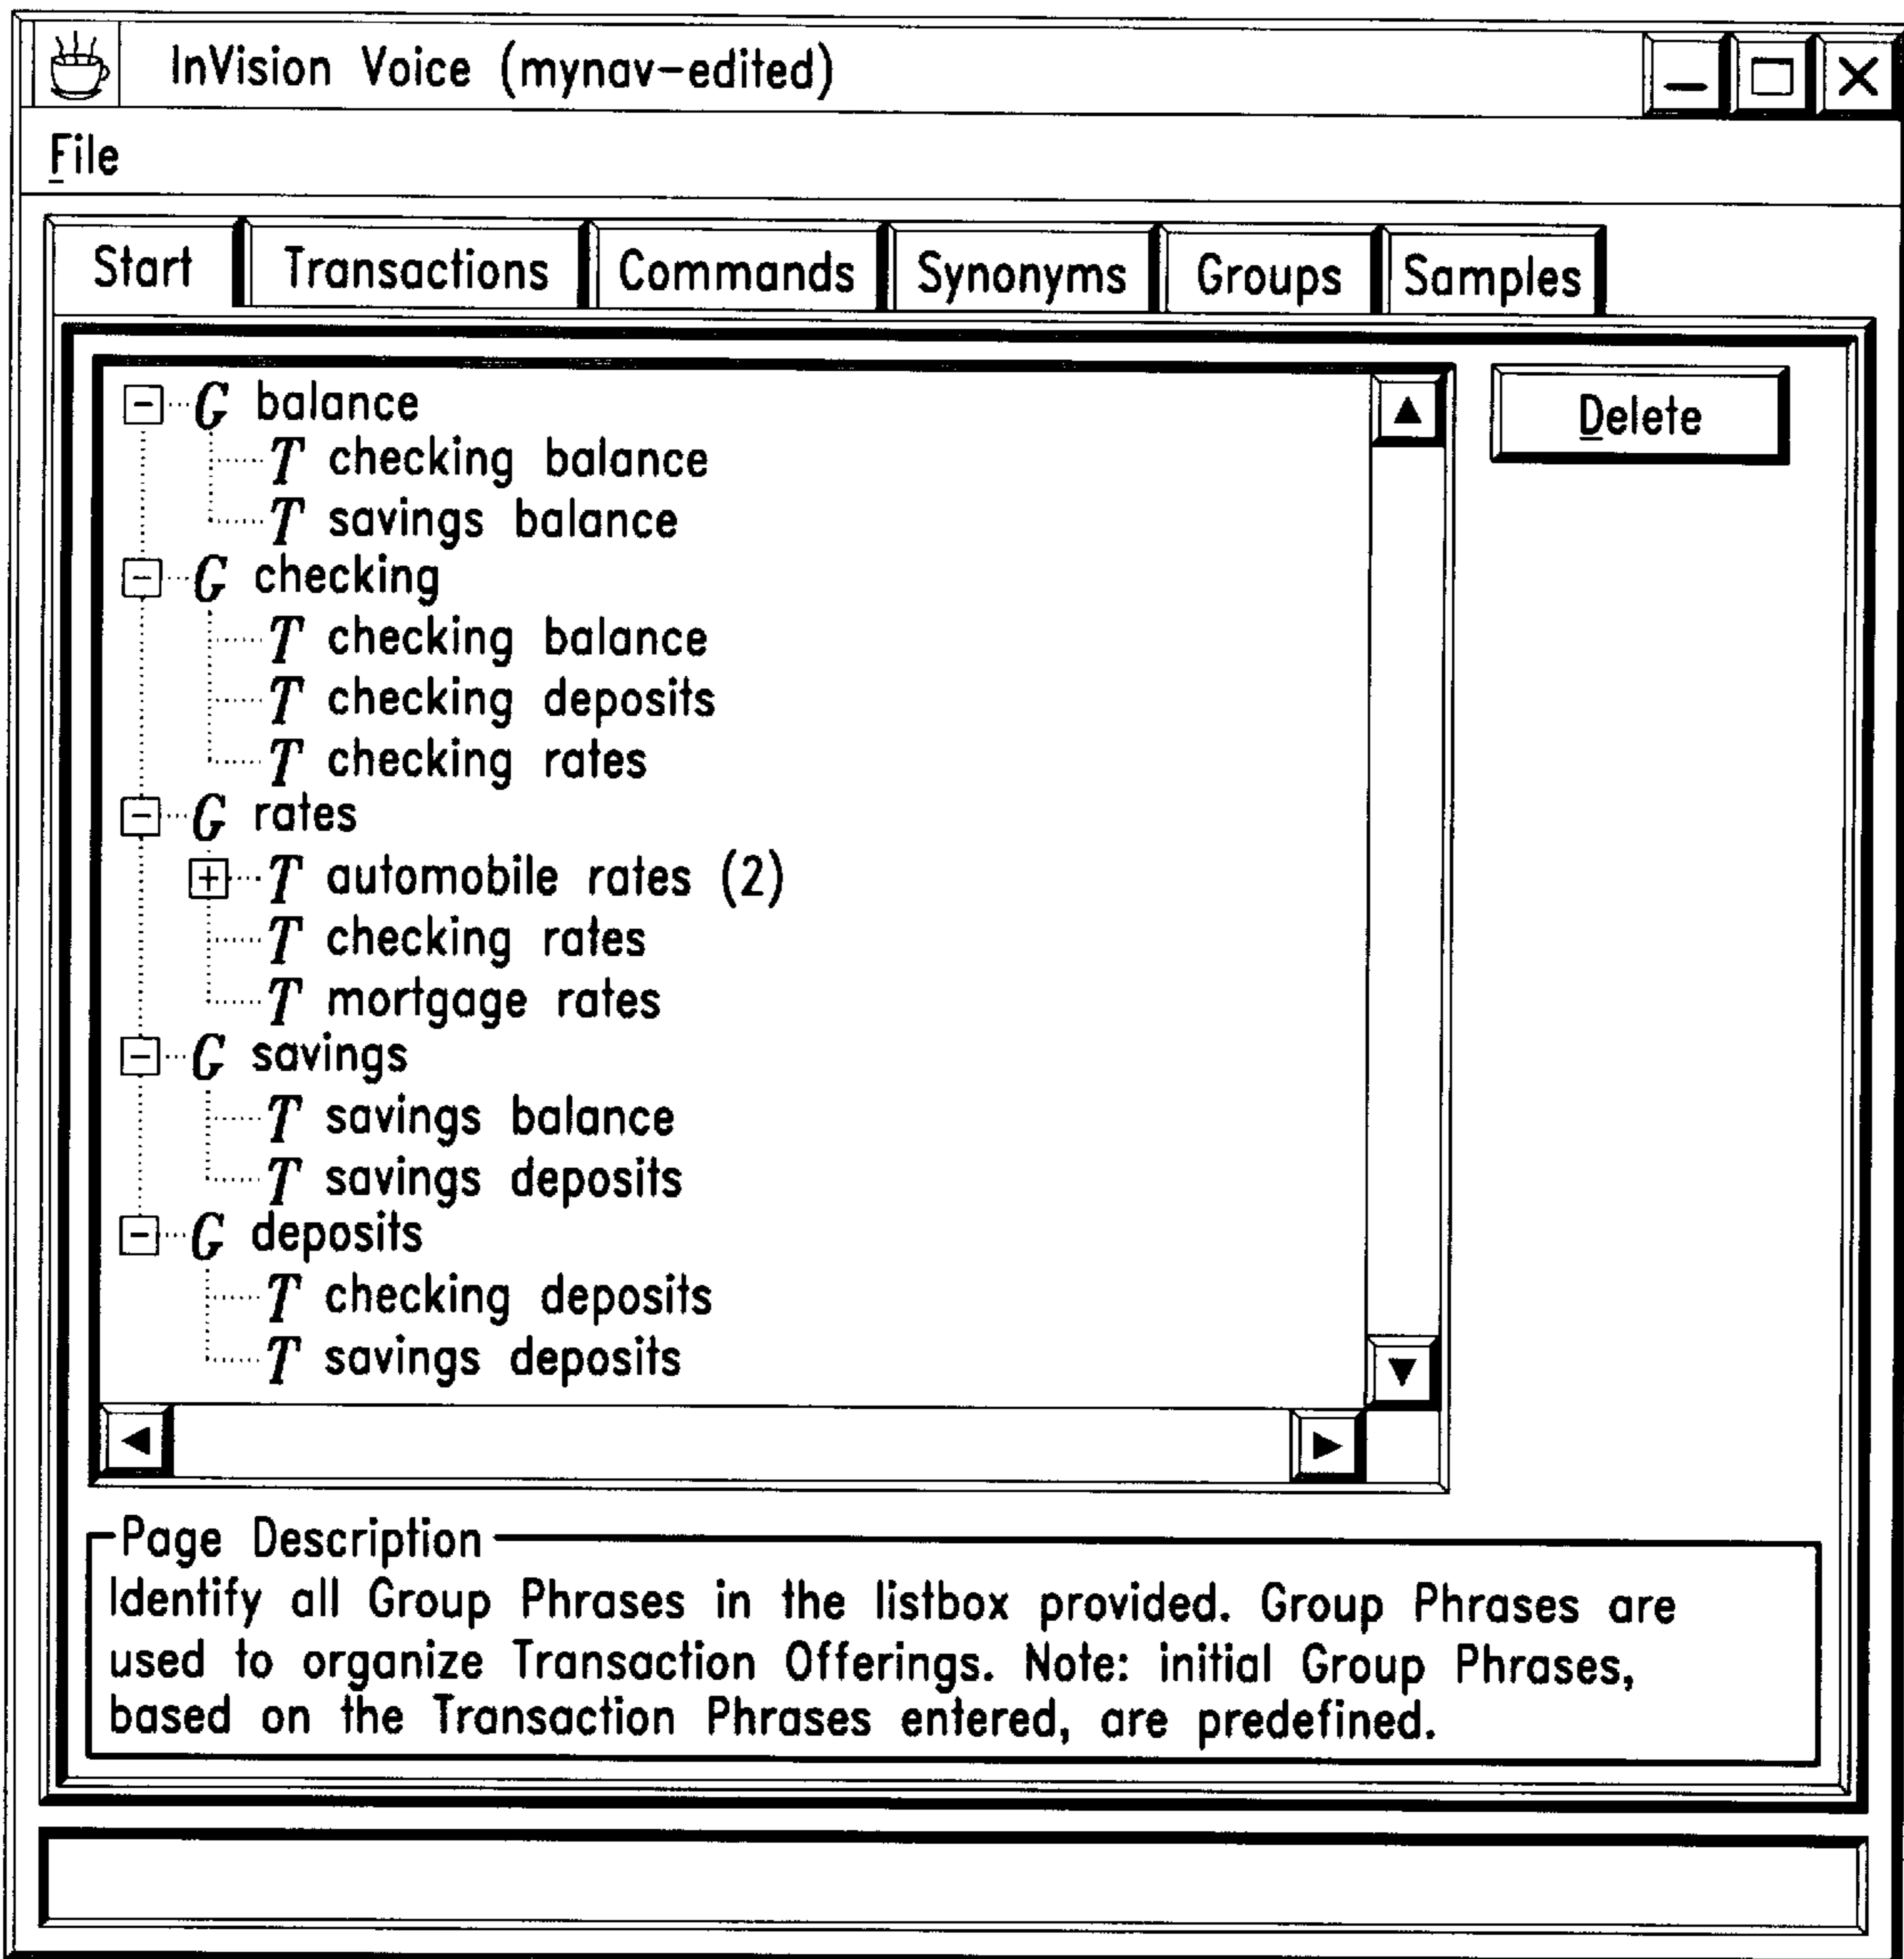 InVision Voice (mynav-edited)
File
Start Transactions Commands Synonyms Groups Samples
G balance
T checking balance
T savings balance
G checking
T checking balance
T checking deposits
T checking rates
G rates
T automobile rates (2)
T checking rates
T mortgage rates
G savings
T savings balance
T savings deposits
G deposits
T checking deposits
T savings deposits
Delete
Page Description
Identify all Group Phrases in the listbox provided. Group Phrases are
used to organize Transaction Offerings. Note: initial Group Phrases,
based on the Transaction Phrases entered, are predefined.